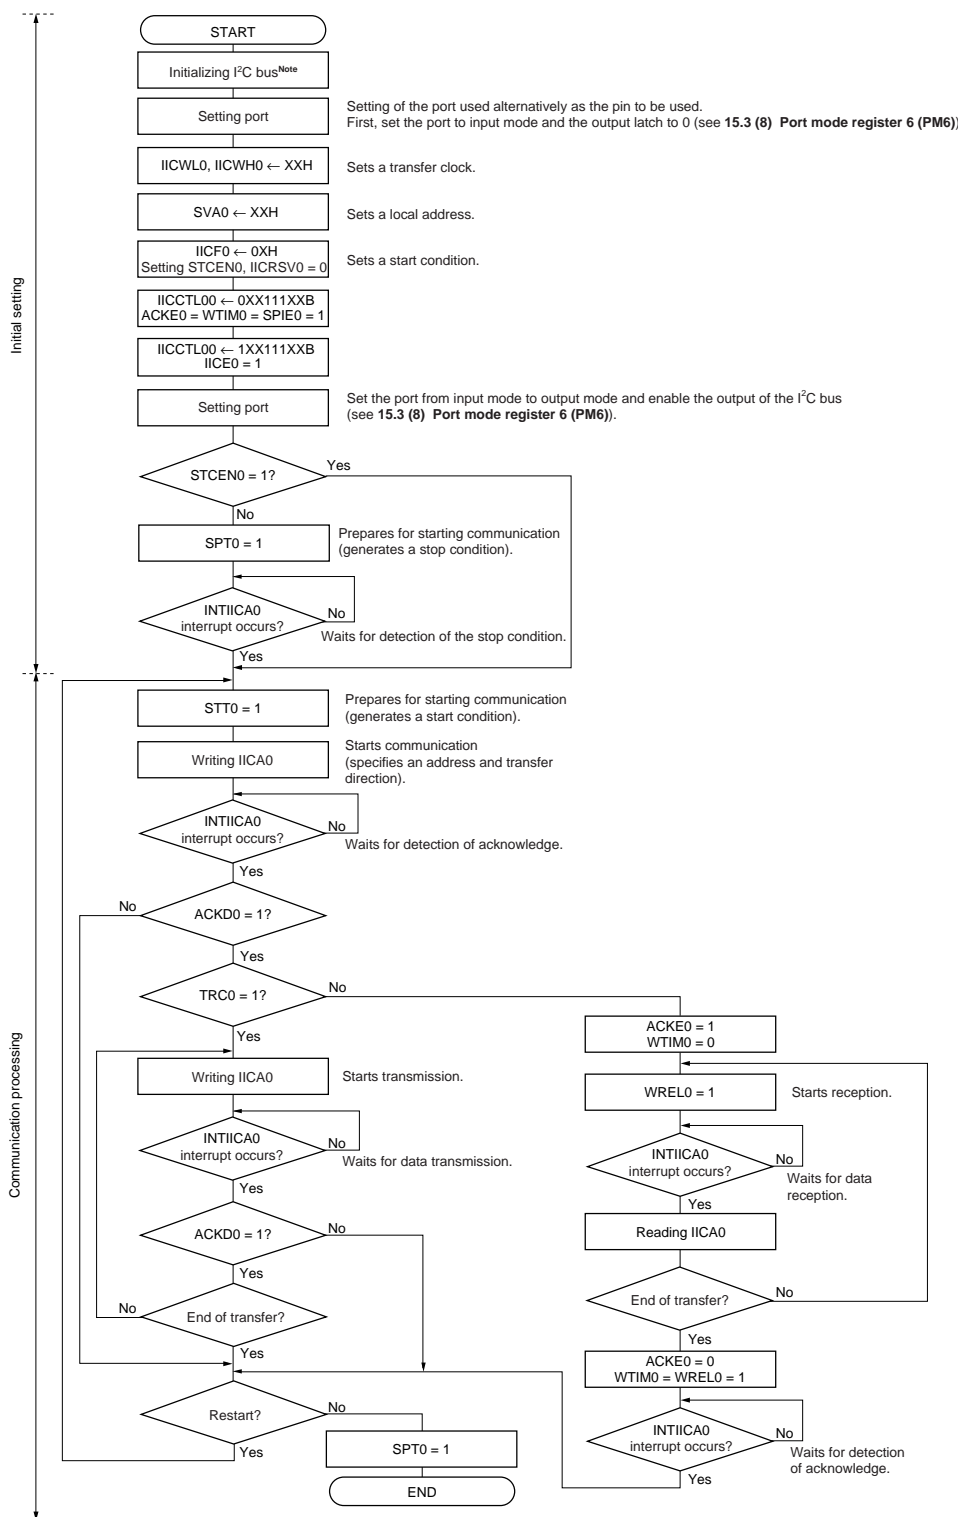 START
Initializing I²C busNote
Setting port
Setting of the port used alternatively as the pin to be used.
First, set the port to input mode and the output latch to 0 (see 15.3 (8) Port mode register 6 (PM6))
IICWL0, IICWH0 ← XXH
Sets a transfer clock.
SVA0 ← XXH
Sets a local address.
IICF0 ← 0XH
Setting STCEN0, IICRSV0 = 0
Sets a start condition.
IICCTL00 ← 0XX111XXB
ACKE0 = WTIM0 = SPIE0 = 1
IICCTL00 ← 1XX111XXB
IICE0 = 1
Setting port
Set the port from input mode to output mode and enable the output of the I²C bus
(see 15.3 (8) Port mode register 6 (PM6)).
Initial setting
STCEN0 = 1?
Yes
No
SPT0 = 1
Prepares for starting communication
(generates a stop condition).
INTIICA0
interrupt occurs?
No
Waits for detection of the stop condition.
Yes
STT0 = 1
Prepares for starting communication
(generates a start condition).
Writing IICA0
Starts communication
(specifies an address and transfer
direction).
INTIICA0
interrupt occurs?
No
Waits for detection of acknowledge.
Yes
No
ACKD0 = 1?
Yes
TRC0 = 1?
No
Yes
Communication processing
Writing IICA0
Starts transmission.
INTIICA0
interrupt occurs?
No
Waits for data transmission.
Yes
ACKD0 = 1?
No
Yes
No
End of transfer?
Yes
Restart?
No
Yes
SPT0 = 1
END
ACKE0 = 1
WTIM0 = 0
WREL0 = 1
Starts reception.
INTIICA0
interrupt occurs?
No
Waits for data
reception.
Yes
Reading IICA0
End of transfer?
No
Yes
ACKE0 = 0
WTIM0 = WREL0 = 1
INTIICA0
interrupt occurs?
No
Waits for detection
of acknowledge.
Yes